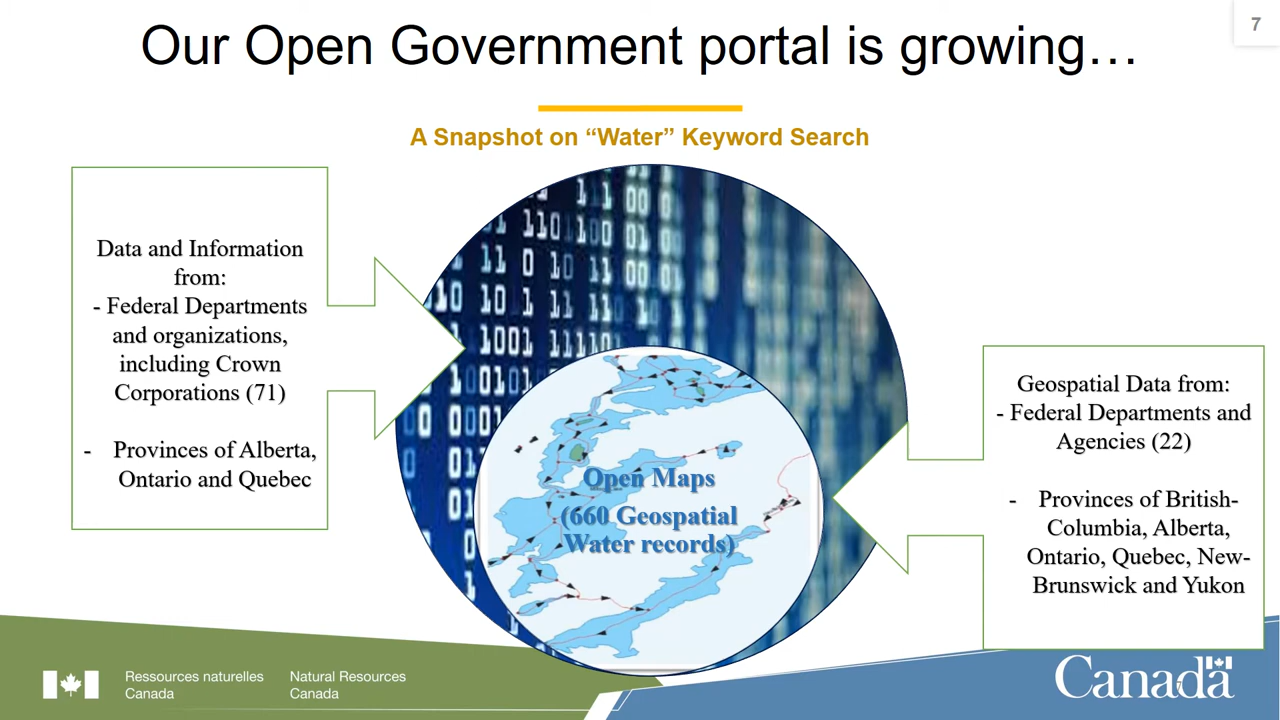 7
Our Open Government portal is growing…
A Snapshot on “Water” Keyword Search
Data and Information
from:
- Federal Departments
and organizations,
including Crown
Corporations (71)
- Provinces of Alberta,
Ontario and Quebec
Open Maps
(660 Geospatial
Water records)
Geospatial Data from:
- Federal Departments and
Agencies (22)
- Provinces of British-
Columbia, Alberta,
Ontario, Quebec, New-
Brunswick and Yukon
Ressources naturelles
Canada
Natural Resources
Canada
Canada